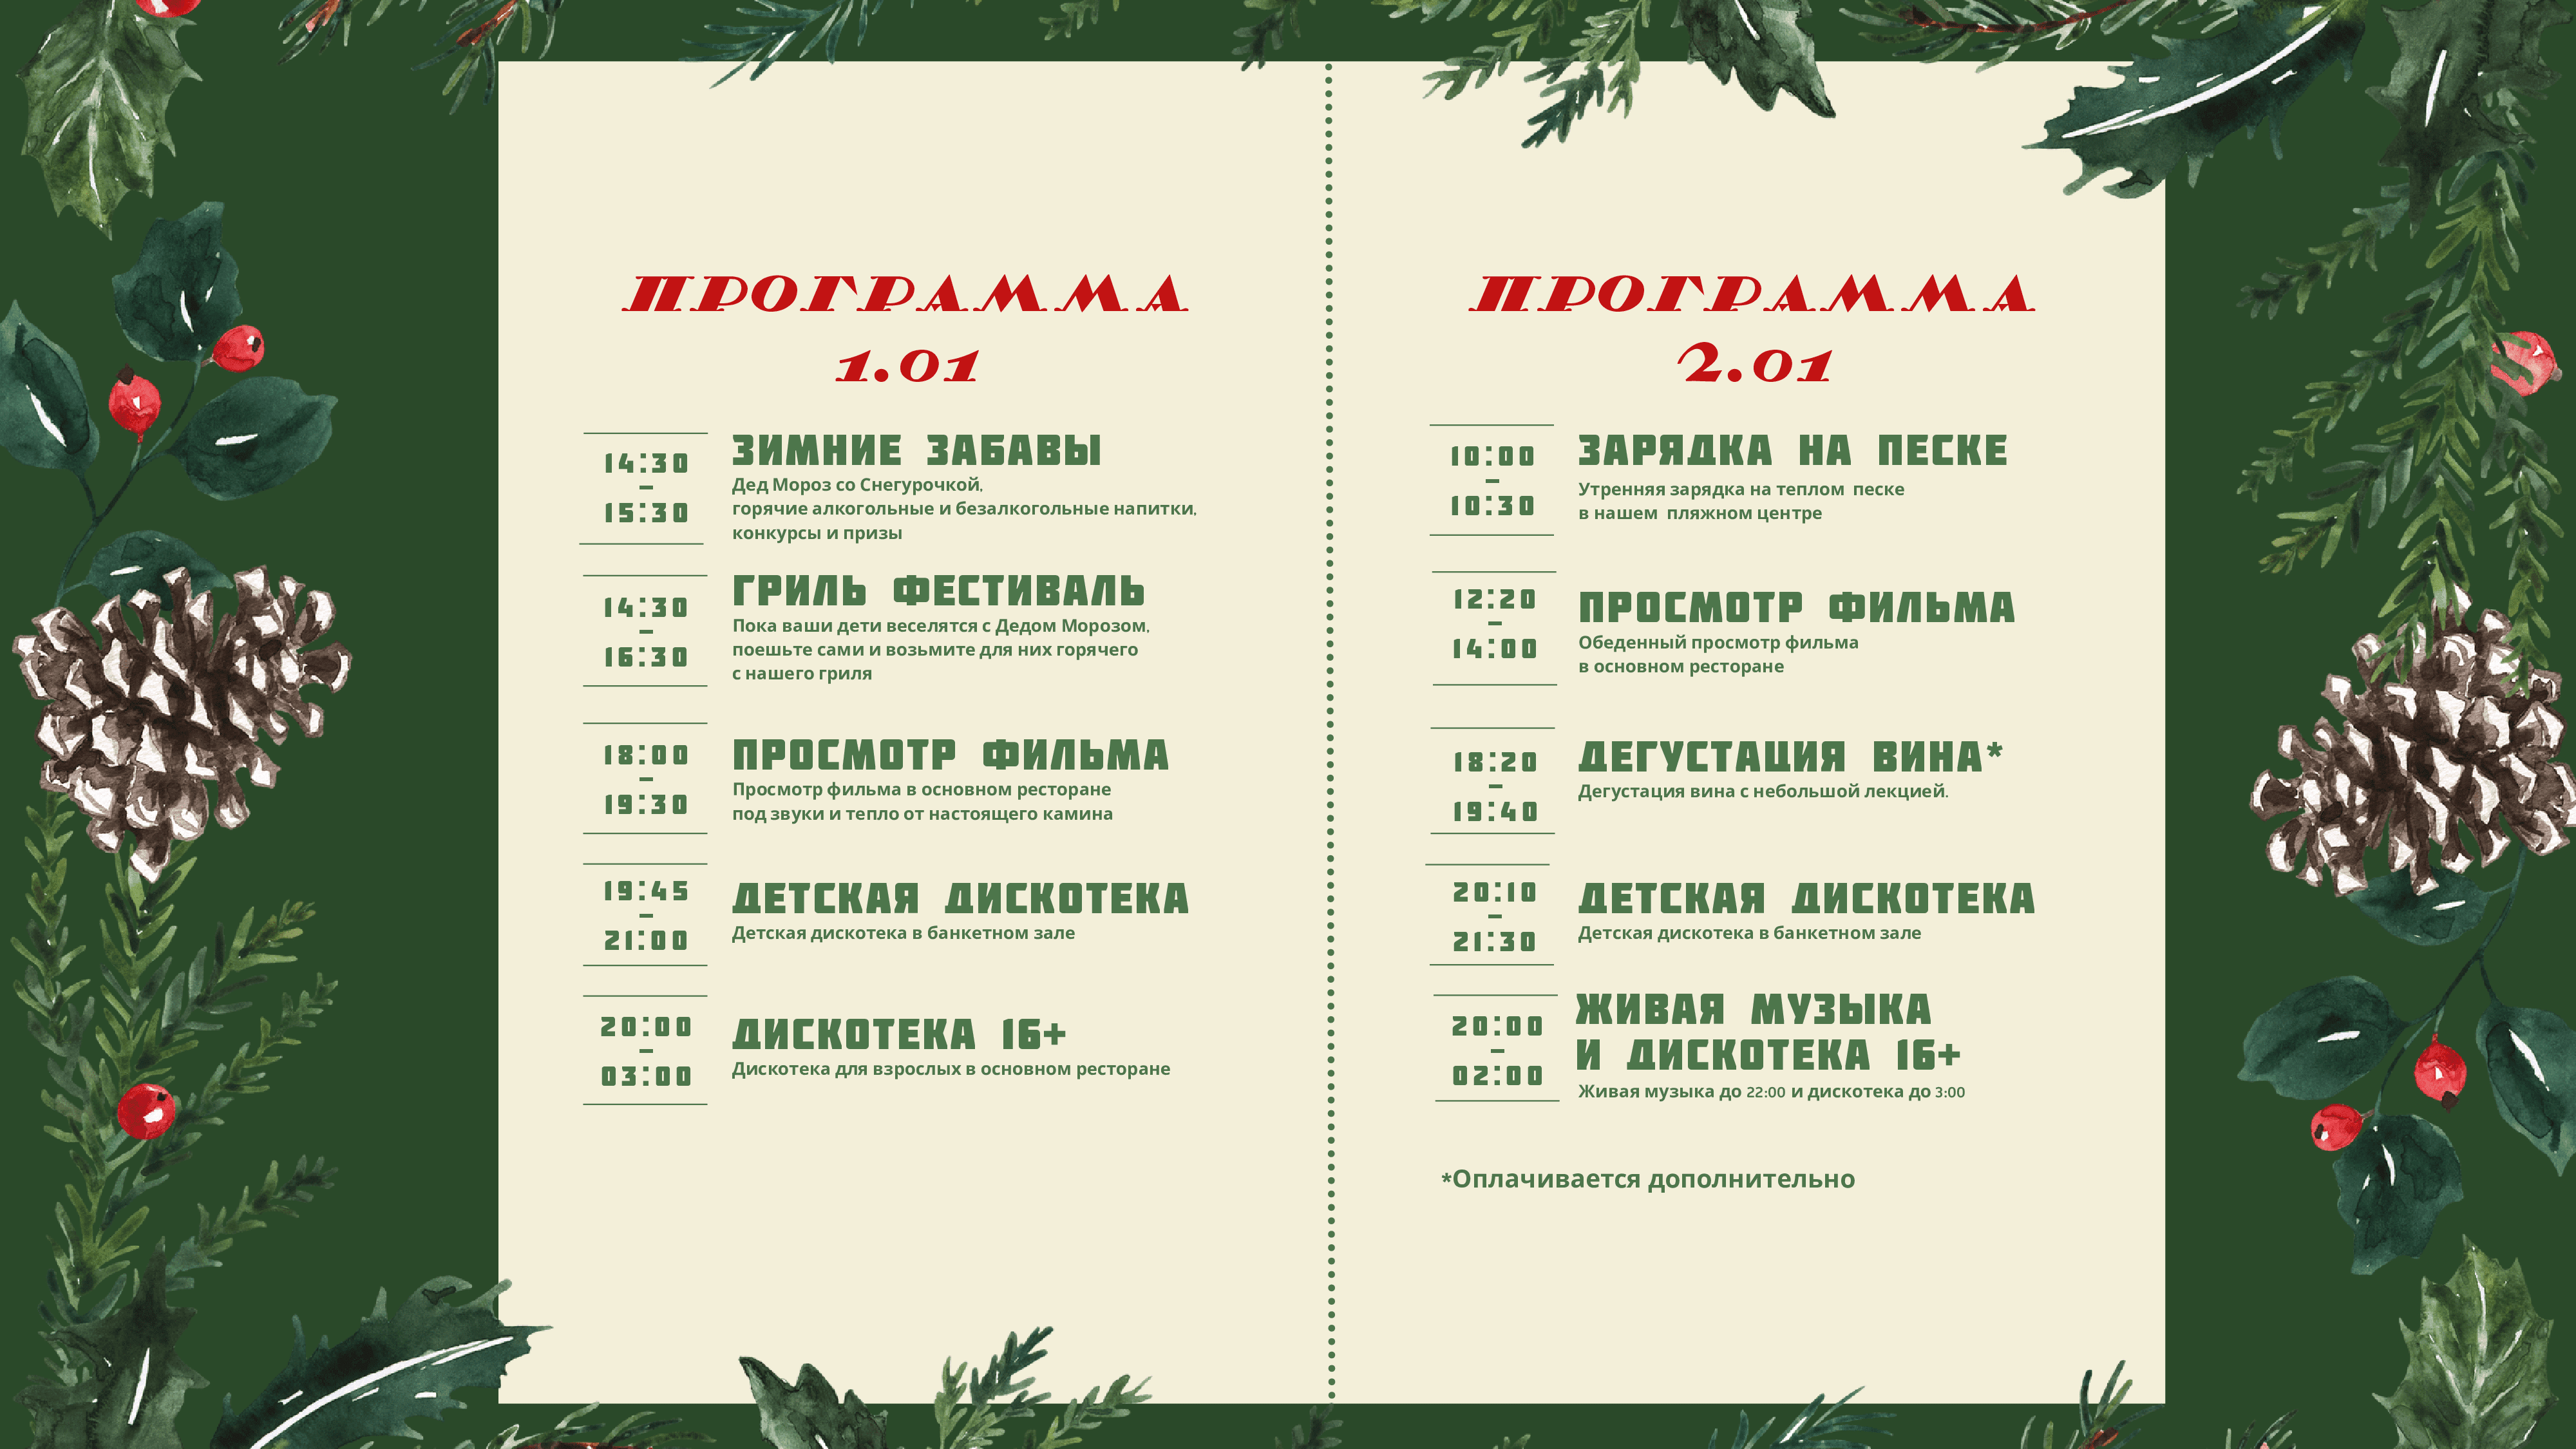 ПРОГРАММА
1.01
14:30
–
15:30
ЗИМНИЕ ЗАБАВЫ
Дед Мороз со Снегурочкой,
горячие алкогольные и безалкогольные напитки,
конкурсы и призы
14:30
–
16:30
ГРИЛЬ ФЕСТИВАЛЬ
Пока ваши дети веселятся с Дедом Морозом,
поешьте сами и возьмите для них горячего
с нашего гриля
18:00
–
19:30
ПРОСМОТР ФИЛЬМА
Просмотр фильма в основном ресторане
под звуки и тепло от настоящего камина
19:45
–
21:00
ДЕТСКАЯ ДИСКОТЕКА
Детская дискотека в банкетном зале
20:00
–
03:00
ДИСКОТЕКА 16+
Дискотека для взрослых в основном ресторане
ПРОГРАММА
2.01
10:00
–
10:30
ЗАРЯДКА НА ПЕСКЕ
Утренняя зарядка на теплом песке
в нашем пляжном центре
12:20
–
14:00
ПРОСМОТР ФИЛЬМА
Обеденный просмотр фильма
в основном ресторане
18:20
–
19:40
ДЕГУСТАЦИЯ ВИНА*
Дегустация вина с небольшой лекцией.
20:10
–
21:30
ДЕТСКАЯ ДИСКОТЕКА
Детская дискотека в банкетном зале
20:00
–
02:00
ЖИВАЯ МУЗЫКА
И ДИСКОТЕКА 16+
Живая музыка до 22:00 и дискотека до 3:00
*Оплачивается дополнительно